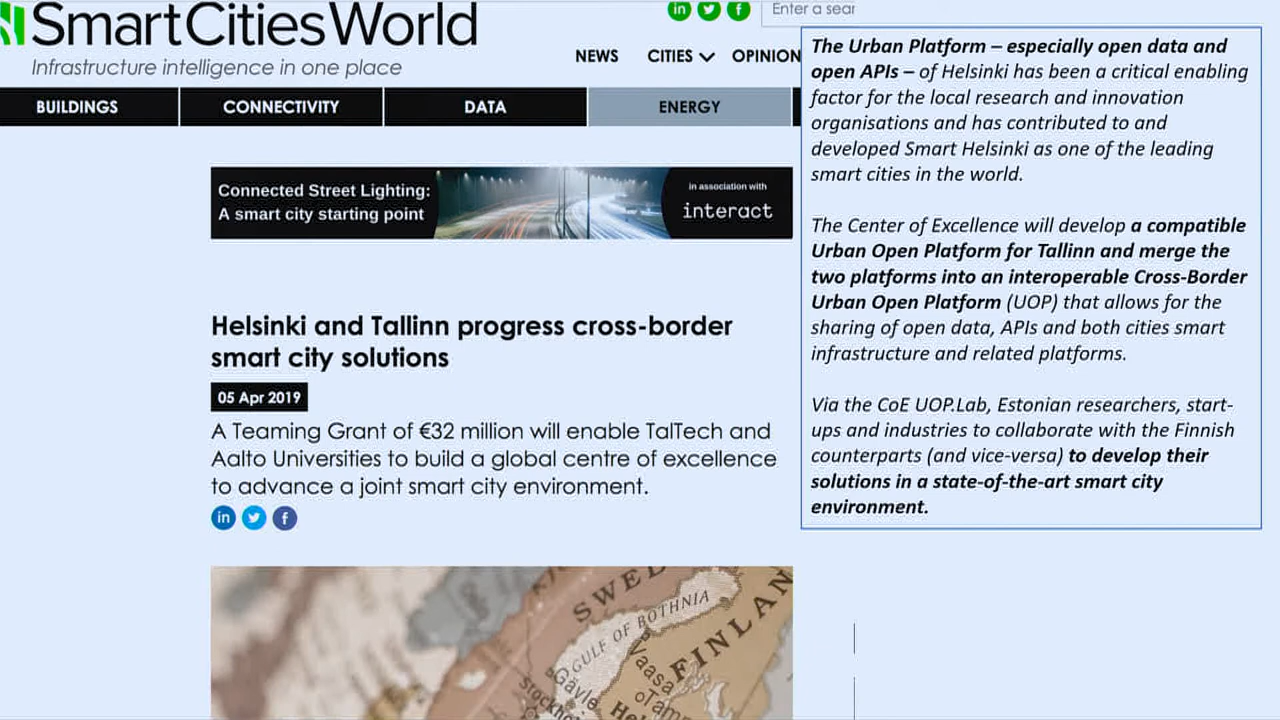 SmartCitiesWorld
Infrastructure intelligence in one place
in f
Enter a sear
NEWS CITIES OPINION
BUILDINGS CONNECTIVITY DATA ENERGY
Connected Street Lighting:
A smart city starting point
in association with
interact
Helsinki and Tallinn progress cross-border
smart city solutions
05 Apr 2019
A Teaming Grant of €32 million will enable TalTech and
Aalto Universities to build a global centre of excellence
to advance a joint smart city environment.
in f
SWED
GULF OF BOTHNIA
FINLAN
Vaasa
Gävle
The Urban Platform – especially open data and
open APIs – of Helsinki has been a critical enabling
factor for the local research and innovation
organisations and has contributed to and
developed Smart Helsinki as one of the leading
smart cities in the world.
The Center of Excellence will develop a compatible
Urban Open Platform for Tallinn and merge the
two platforms into an interoperable Cross-Border
Urban Open Platform (UOP) that allows for the
sharing of open data, APIs and both cities smart
infrastructure and related platforms.
Via the CoE UOP.Lab, Estonian researchers, start-
ups and industries to collaborate with the Finnish
counterparts (and vice-versa) to develop their
solutions in a state-of-the-art smart city
environment.